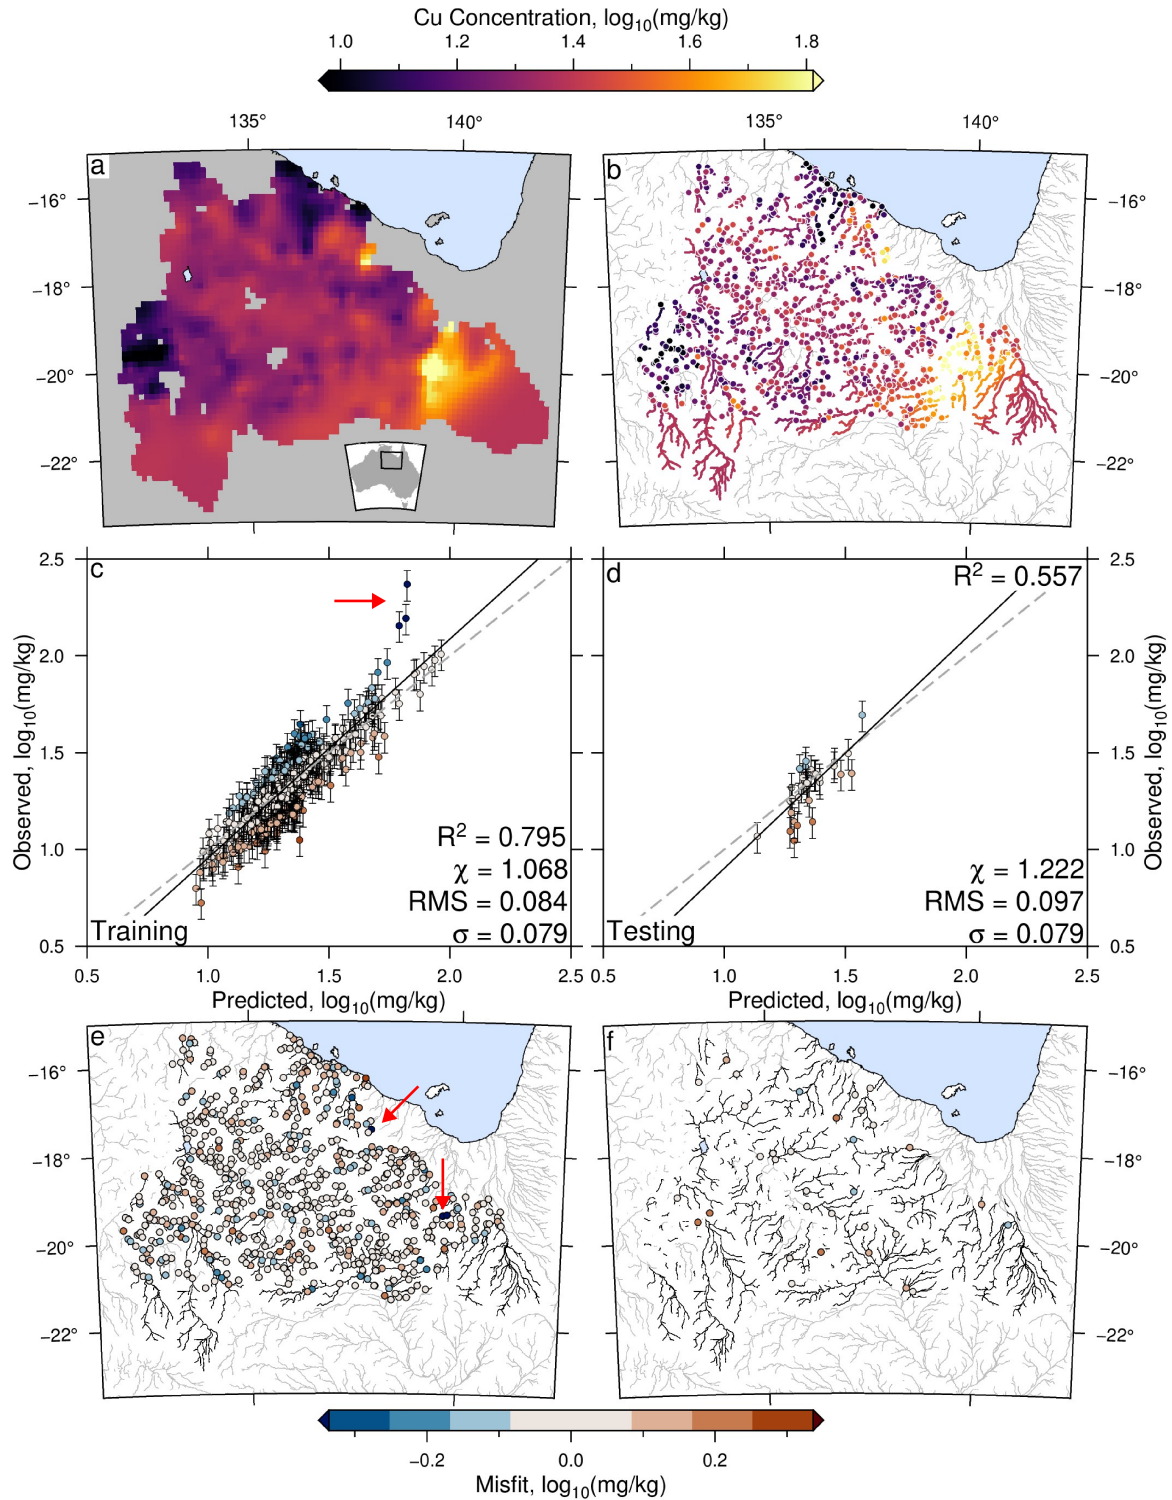 Cu Concentration, log10(mg/kg)
1.0 1.2 1.4 1.6 1.8
135° 140° 135° 140°
a b
−16° −16°
−18° −18°
−20° −20°
−22° −22°
2.5 c d R² = 0.557 2.5
2.0 2.0
1.5 1.5
1.0 R² = 0.795 1.0
χ = 1.068 χ = 1.222
RMS = 0.084 RMS = 0.097
Training σ = 0.079 Testing σ = 0.079
0.5 0.5
Observed, log10(mg/kg) Observed, log10(mg/kg)
0.5 1.0 1.5 2.0 2.5 0.5 1.0 1.5 2.0 2.5
Predicted, log10(mg/kg) Predicted, log10(mg/kg)
e f
−16° −16°
−18° −18°
−20° −20°
−22° −22°
−0.2 0.0 0.2
Misfit, log10(mg/kg)